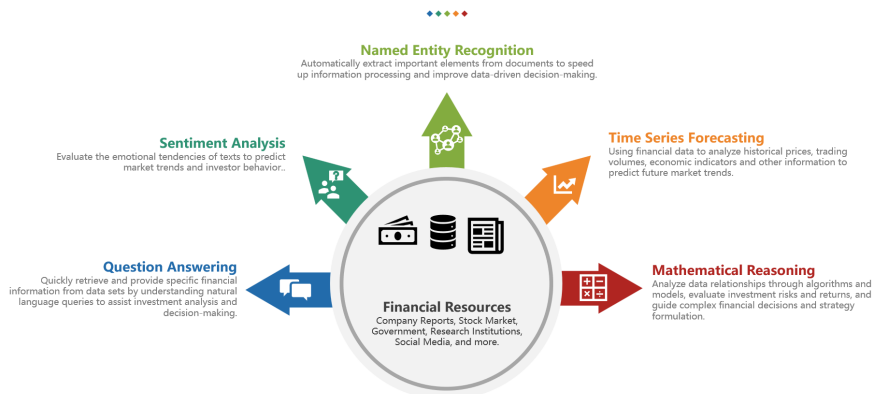 Named Entity Recognition
Automatically extract important elements from documents to speed
up information processing and improve data-driven decision-making.
Sentiment Analysis
Evaluate the emotional tendencies of texts to predict
market trends and investor behavior..
Time Series Forecasting
Using financial data to analyze historical prices, trading
volumes, economic indicators and other information to
predict future market trends.
Question Answering
Quickly retrieve and provide specific financial
information from data sets by understanding natural
language queries to assist investment analysis and
decision-making.
Mathematical Reasoning
Analyze data relationships through algorithms and
models, evaluate investment risks and returns, and
guide complex financial decisions and strategy
formulation.
Financial Resources
Company Reports, Stock Market,
Government, Research Institutions,
Social Media, and more.